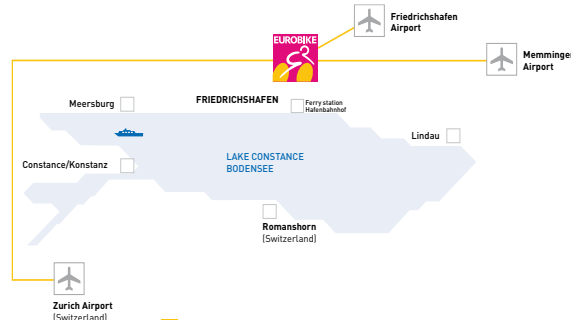 Friedrichshafen
Airport
EUROBIKE
Memmingen
Airport
Meersburg
FRIEDRICHSHAFEN
Ferry station
Hafenbahnhof
Lindau
Constance/Konstanz
LAKE CONSTANCE
BODENSEE
Romanshorn
(Switzerland)
Zurich Airport
(Switzerland)